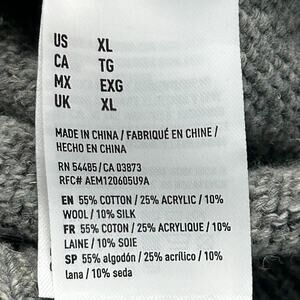 US XL
CA TG
MX EXG
UK XL
MADE IN CHINA / FABRIQUÉ EN CHINE /
HECHO EN CHINA
RN 54485 / CA 03873
RFC# AEM120605U9A
EN 55% COTTON / 25% ACRYLIC / 10%
WOOL / 10% SILK
FR 55% COTTON / 25% ACRYLIQUE / 10%
LAINE / 10% SOIE
SP 55% algodón / 25% acrílico / 10%
lana / 10% seda